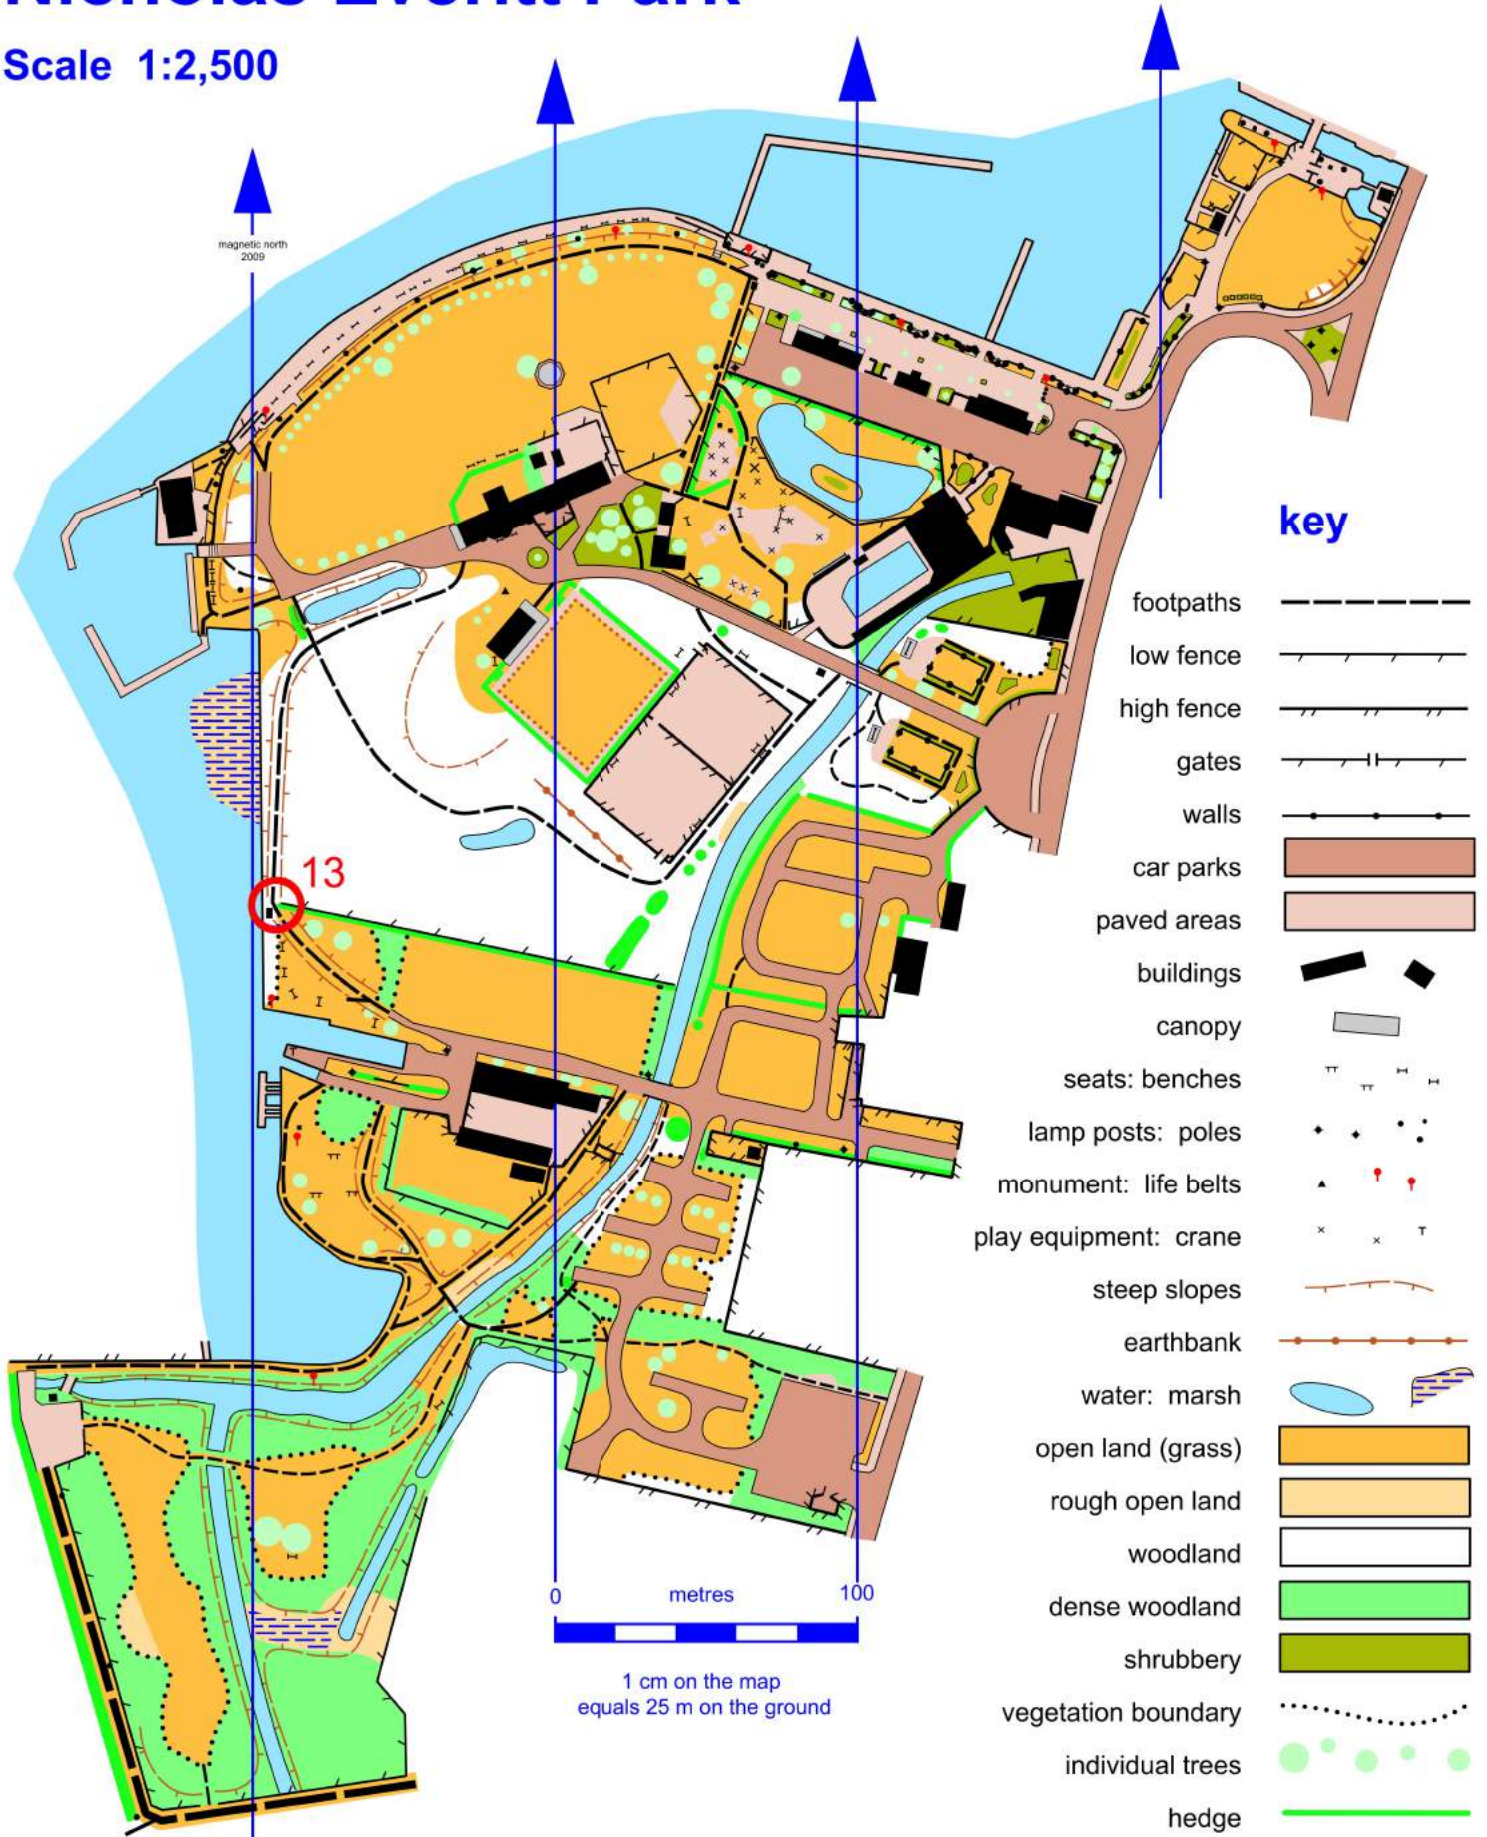 Nicholas Everitt Park
Scale 1:2,500
magnetic north
2009
13
key
footpaths
low fence
high fence
gates
walls
car parks
paved areas
buildings
canopy
seats: benches
lamp posts: poles
monument: life belts
play equipment: crane
steep slopes
earthbank
water: marsh
open land (grass)
rough open land
woodland
dense woodland
shrubbery
vegetation boundary
individual trees
hedge
0 metres 100
1 cm on the map
equals 25 m on the ground